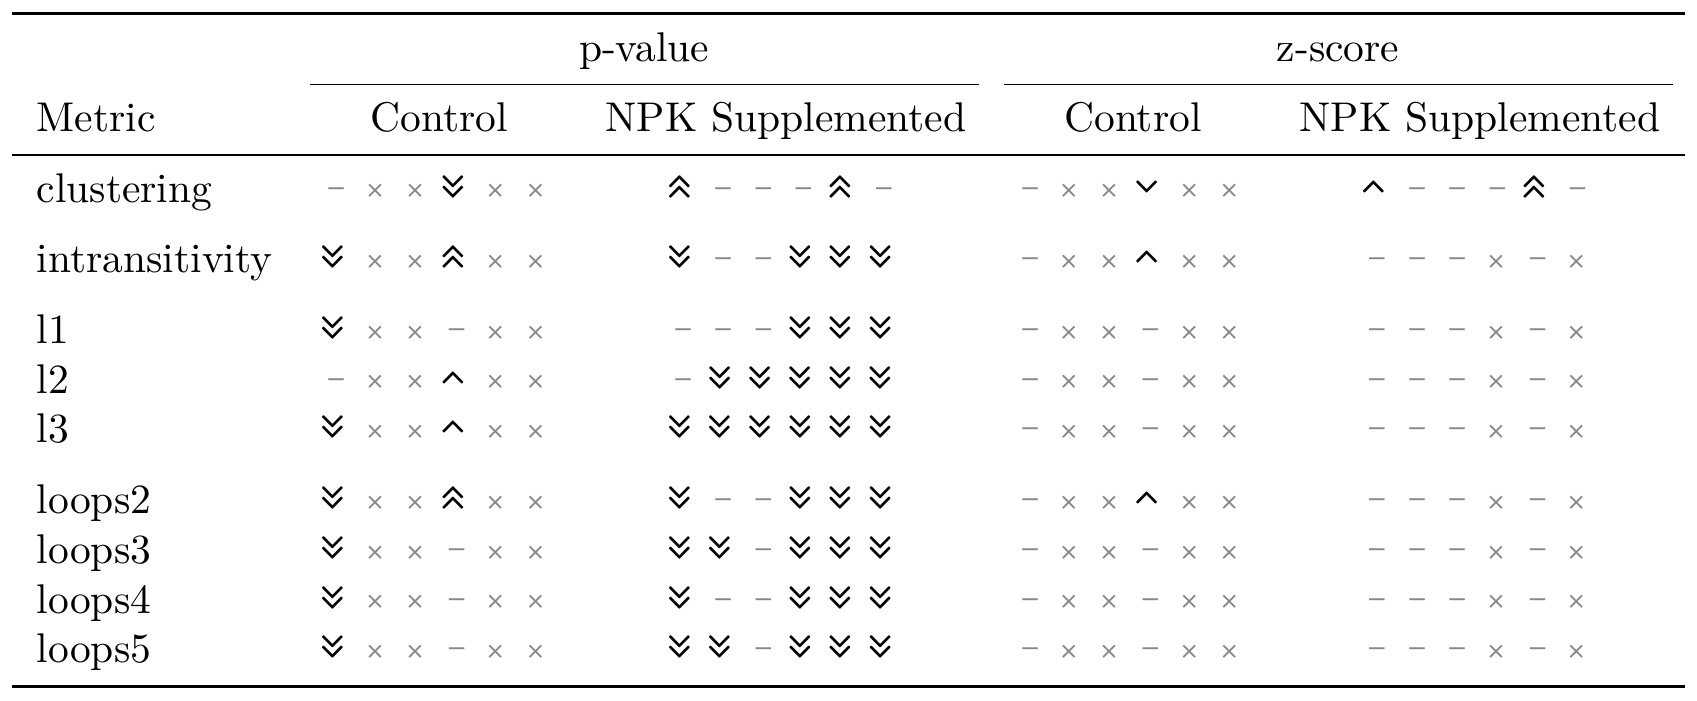 p-value z-score
Metric Control NPK Supplemented Control NPK Supplemented
clustering − × × ⌄⌄ × × ⌃⌃ − − − ⌃⌃ − − × × ⌄ × × ⌃ − − − ⌃⌃ −
intransitivity ⌄⌄ × × ⌃⌃ × × ⌄⌄ − − ⌄⌄ ⌄⌄ ⌄⌄ − × × ⌃ × × − − − × − ×
l1 ⌄⌄ × × − × × − − − ⌄⌄ ⌄⌄ ⌄⌄ − × × − × × − − − × − ×
l2 − × × ⌃ × × − ⌄⌄ ⌄⌄ ⌄⌄ ⌄⌄ ⌄⌄ − × × − × × − − − × − ×
l3 ⌄⌄ × × ⌃ × × ⌄⌄ ⌄⌄ ⌄⌄ ⌄⌄ ⌄⌄ ⌄⌄ − × × − × × − − − × − ×
loops2 ⌄⌄ × × ⌃⌃ × × ⌄⌄ − − ⌄⌄ ⌄⌄ ⌄⌄ − × × ⌃ × × − − − × − ×
loops3 ⌄⌄ × × − × × ⌄⌄ ⌄⌄ − ⌄⌄ ⌄⌄ ⌄⌄ − × × − × × − − − × − ×
loops4 ⌄⌄ × × − × × ⌄⌄ − − ⌄⌄ ⌄⌄ ⌄⌄ − × × − × × − − − × − ×
loops5 ⌄⌄ × × − × × ⌄⌄ ⌄⌄ − ⌄⌄ ⌄⌄ ⌄⌄ − × × − × × − − − × − ×